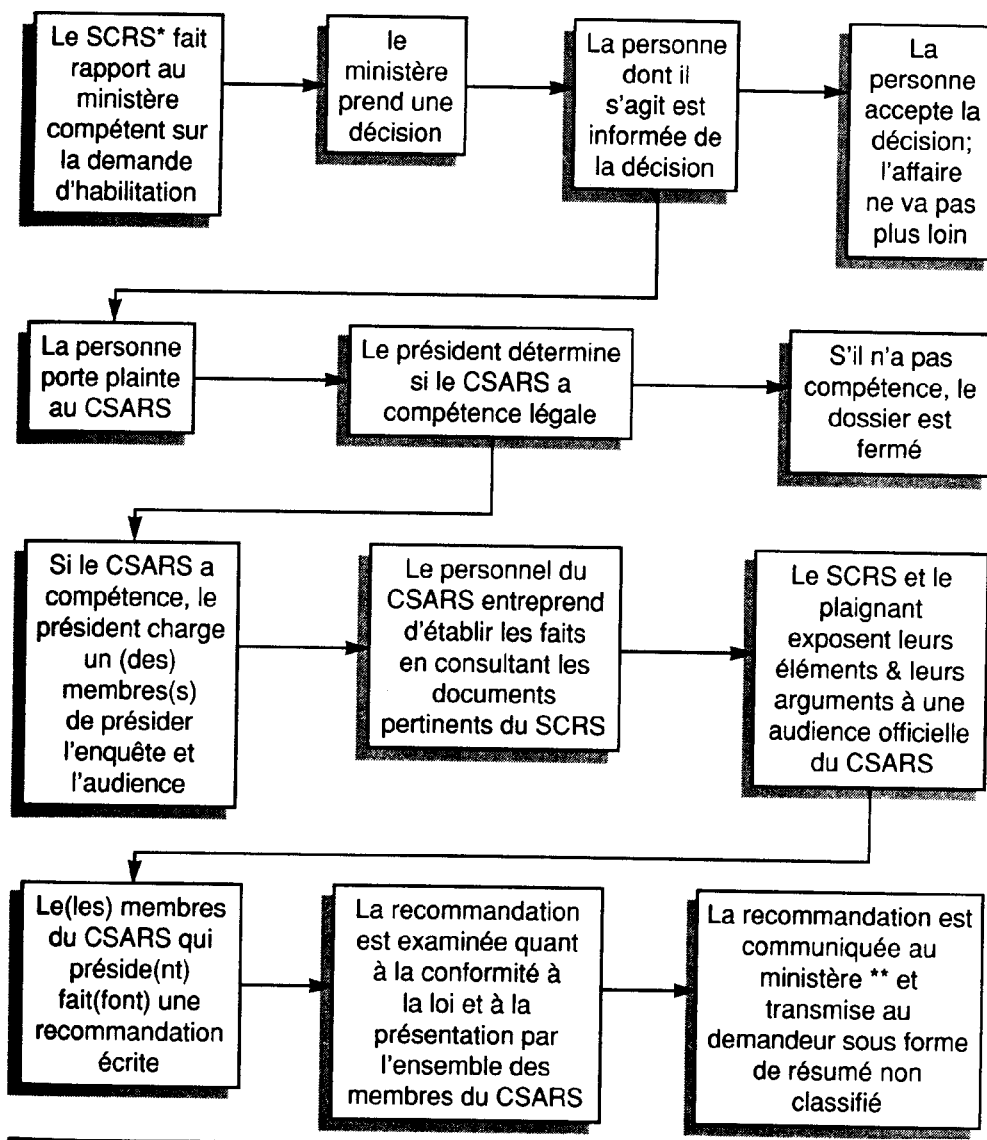 Le SCRS* fait
rapport au
ministère
compétent sur
la demande
d'habilitation
le
ministère
prend une
décision
La personne
dont il
s'agit est
informée de
la décision
La
personne
accepte la
décision;
l'affaire
ne va pas
plus loin
La personne
porte plainte
au CSARS
Le président détermine
si le CSARS a
compétence légale
S'il n'a pas
compétence, le
dossier est
fermé
Si le CSARS a
compétence, le
président charge
un (des)
membres(s)
de présider
l'enquête et
l'audience
Le personnel du
CSARS entreprend
d'établir les faits
en consultant les
documents
pertinents du SCRS
Le SCRS et le
plaignant
exposent leurs
éléments & leurs
arguments à une
audience officielle
du CSARS
Le(les) membres
du CSARS qui
préside(nt)
fait(font) une
recommandation
écrite
La recommandation
est examinée quant
à la conformité à
la loi et à la
présentation par
l'ensemble des
membres du CSARS
La recommandation est
communiquée au
ministère ** et
transmise au
demandeur sous forme
de résumé non
classifié